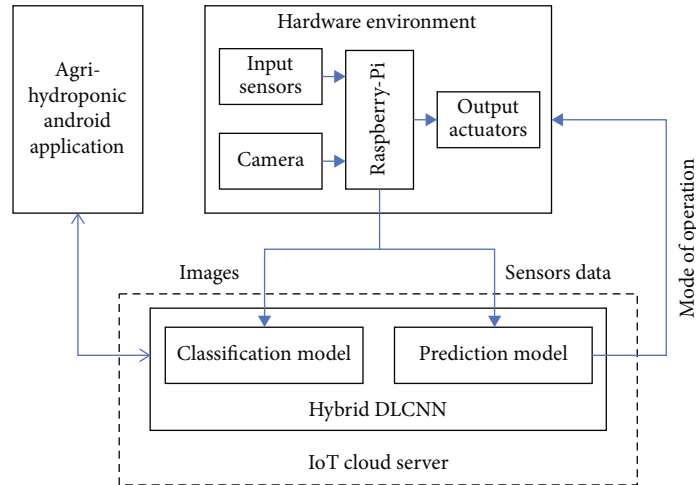 Agri-
hydroponic
android
application
Hardware environment
Input
sensors
Camera
Raspberry-Pi
Output
actuators
Mode of operation
Images
Sensors data
Classification model
Prediction model
Hybrid DLCNN
IoT cloud server